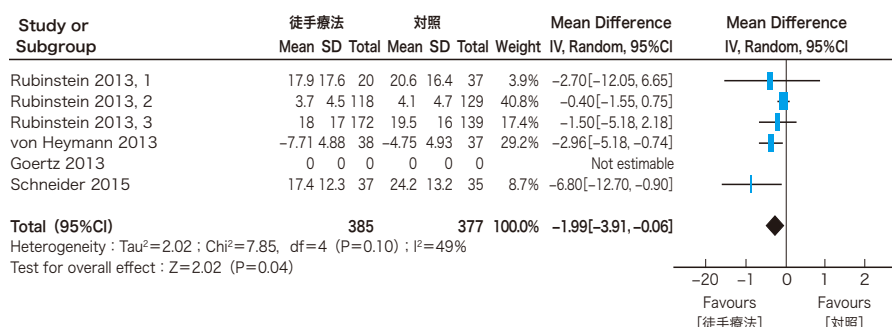 Study or 徒手療法 対照 Mean Difference Mean Difference
Subgroup Mean SD Total Mean SD Total Weight IV, Random, 95%CI IV, Random, 95%CI
Rubinstein 2013, 1 17.9 17.6 20 20.6 16.4 37 3.9% −2.70[−12.05, 6.65]
Rubinstein 2013, 2 3.7 4.5 118 4.1 4.7 129 40.8% −0.40[−1.55, 0.75]
Rubinstein 2013, 3 18 17 172 19.5 16 139 17.4% −1.50[−5.18, 2.18]
von Heymann 2013 −7.71 4.88 38 −4.75 4.93 37 29.2% −2.96[−5.18, −0.74]
Goertz 2013 0 0 0 0 0 0 Not estimable
Schneider 2015 17.4 12.3 37 24.2 13.2 35 8.7% −6.80[−12.70, −0.90]
Total（95%CI） 385 377 100.0% −1.99[−3.91, −0.06]
Heterogeneity：Tau²＝2.02；Chi²＝7.85, df＝4（P＝0.10）；I²＝49%
Test for overall effect：Z＝2.02（P＝0.04）
−20 −1 0 1 2
Favours Favours
[徒手療法] [対照]